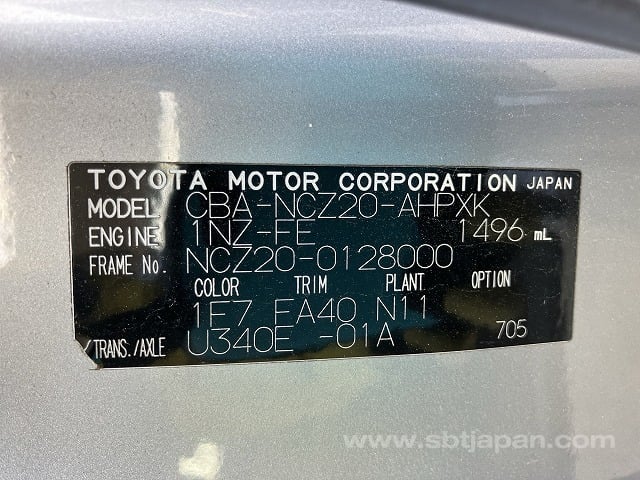 TOYOTA MOTOR CORPORATION JAPAN
MODEL CBA-NCZ20-AHPXK
ENGINE 1NZ-FE 1496 mL
FRAME No. NCZ20-0128000
COLOR TRIM PLANT OPTION
1E7 EA40 N11
/TRANS./AXLE U340E -01A 705
www.sbtjapan.com